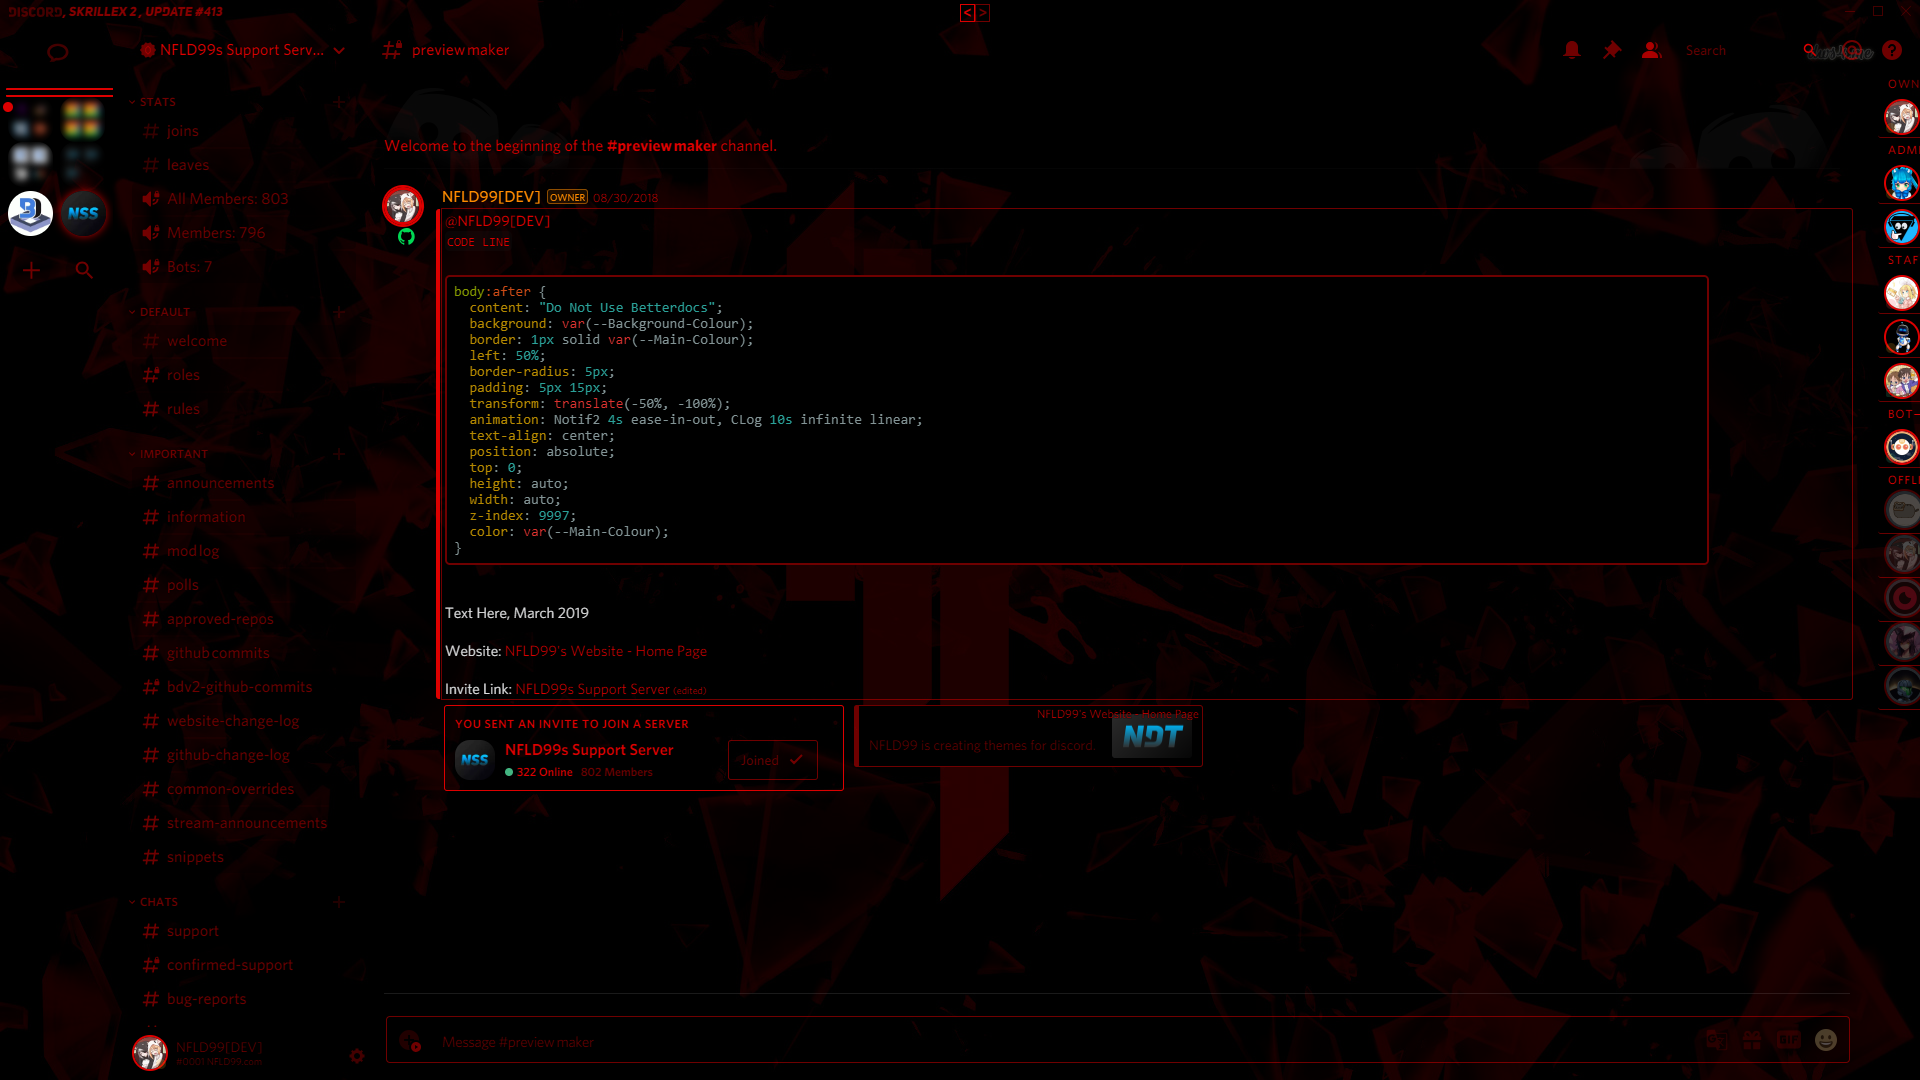 DISCORD, SKRILLEX 2, UPDATE #413
< >
NFLD99s Support Serv...
preview maker
Search
STATS
joins
leaves
All Members: 803
Members: 796
Bots: 7
DEFAULT
welcome
roles
rules
IMPORTANT
announcements
information
mod log
polls
approved-repos
github commits
bdv2-github-commits
website-change-log
github-change-log
common-overrides
stream-announcements
snippets
CHATS
support
confirmed-support
bug-reports
NFLD99[DEV]
NSS
Welcome to the beginning of the #preview maker channel.
NFLD99[DEV] OWNER 08/30/2018
@NFLD99[DEV]
CODE LINE
body:after {
content: "Do Not Use Betterdocs";
background: var(--Background-Colour);
border: 1px solid var(--Main-Colour);
left: 50%;
border-radius: 5px;
padding: 5px 15px;
transform: translate(-50%, -100%);
animation: Notif2 4s ease-in-out, CLog 10s infinite linear;
text-align: center;
position: absolute;
top: 0;
height: auto;
width: auto;
z-index: 9997;
color: var(--Main-Colour);
}
Text Here, March 2019
Website: NFLD99's Website - Home Page
Invite Link: NFLD99s Support Server (edited)
YOU SENT AN INVITE TO JOIN A SERVER
NSS
NFLD99s Support Server
322 Online 802 Members
Joined
NFLD99's Website - Home Page
NFLD99 is creating themes for discord.
NDT
Message #preview maker
OWN
ADM
STAF
BOT
OFFL